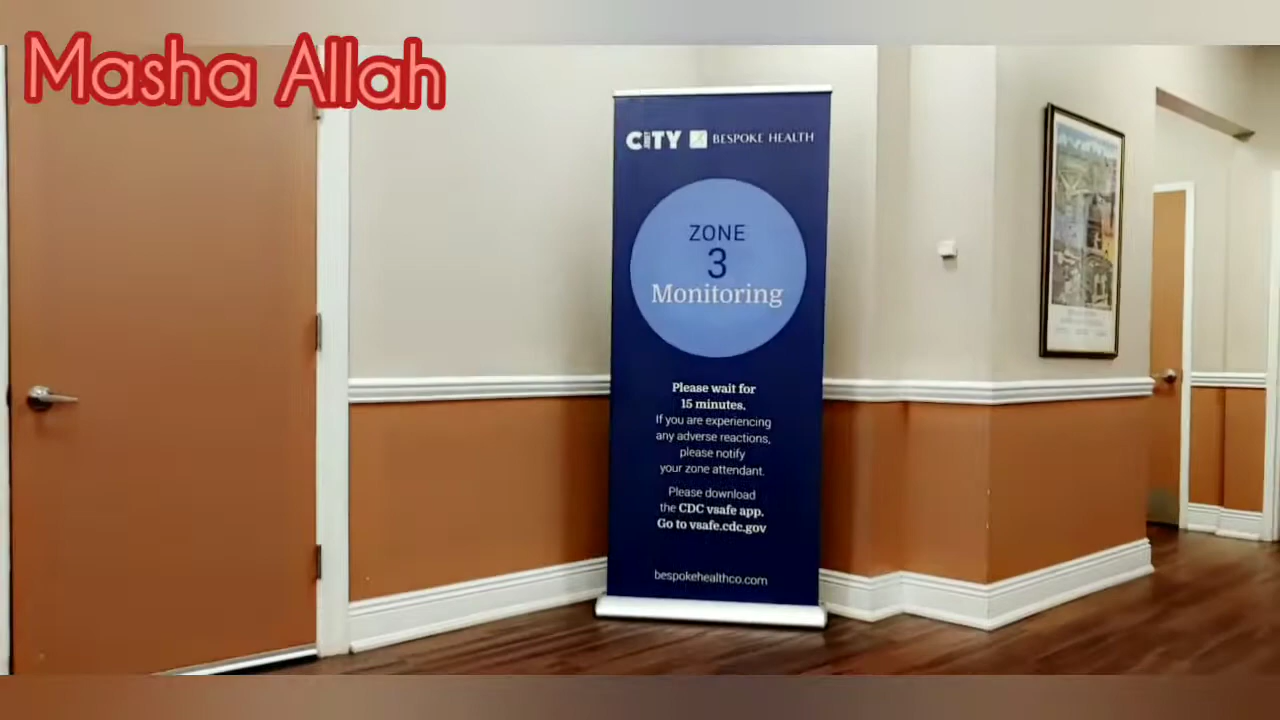 Masha Allah
CITY BESPOKE HEALTH
ZONE
3
Monitoring
Please wait for
15 minutes.
If you are experiencing
any adverse reactions,
please notify
your zone attendant.
Please download
the CDC vsafe app.
Go to vsafe.cdc.gov
bespokehealthco.com